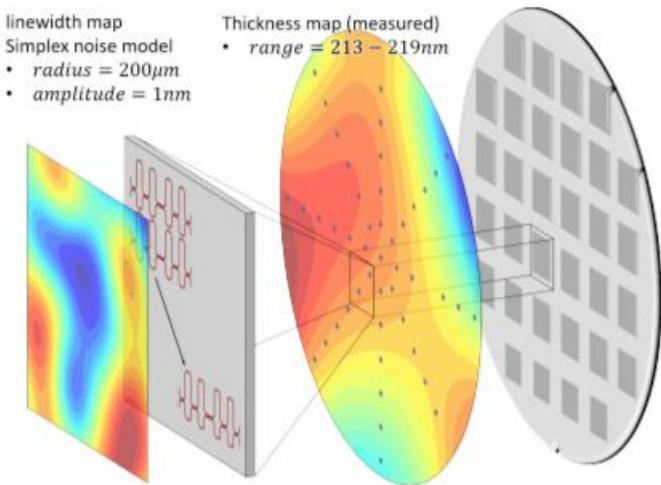 linewidth map
Simplex noise model
• radius = 200μm
• amplitude = 1nm
Thickness map (measured)
• range = 213 − 219nm